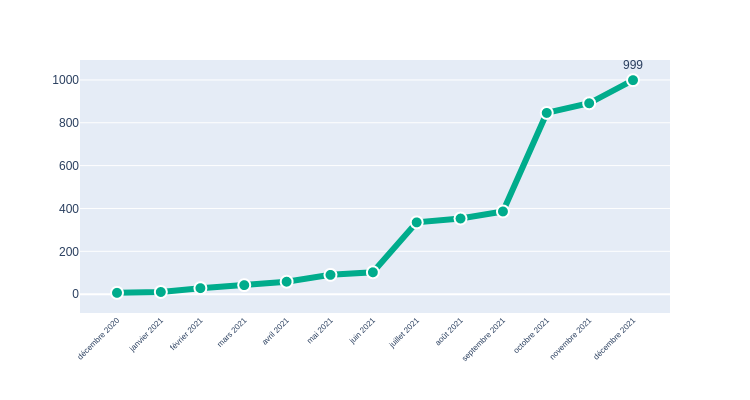 999
1000
800
600
400
200
0
décembre 2020
janvier 2021
février 2021
mars 2021
avril 2021
mai 2021
juin 2021
juillet 2021
août 2021
septembre 2021
octobre 2021
novembre 2021
décembre 2021